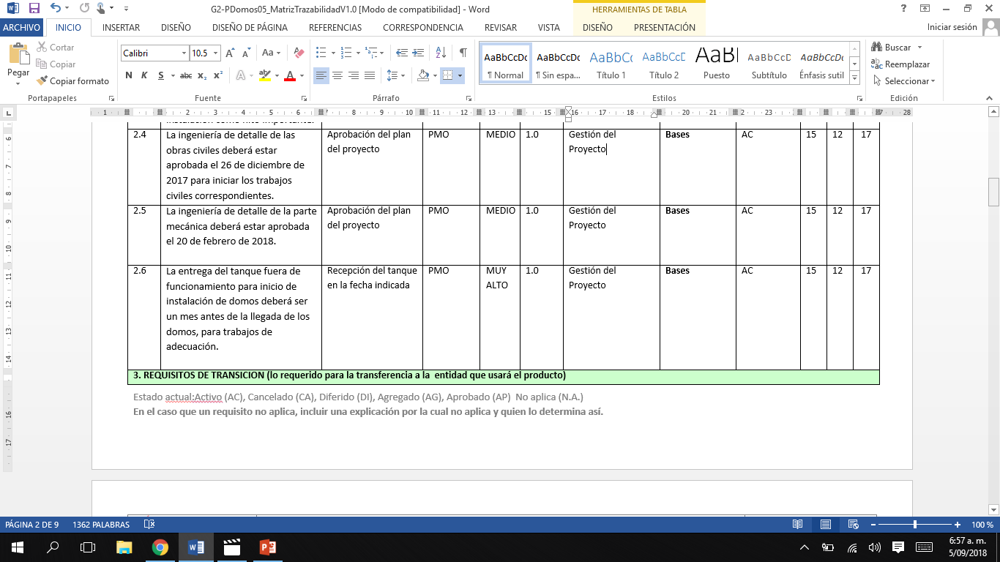 G2-PDomos05_MatrizTrazabilidadV1.0 [Modo de compatibilidad] - Word
HERRAMIENTAS DE TABLA
ARCHIVO INICIO INSERTAR DISEÑO DISEÑO DE PÁGINA REFERENCIAS CORRESPONDENCIA REVISAR VISTA DISEÑO PRESENTACIÓN Iniciar sesión
Pegar
Cortar
Copiar
Copiar formato
Portapapeles
Calibri 10.5
N K S abc x₂ x²
Fuente
Párrafo
AaBbCcDc AaBbCcDc AaBbCc AaBbCcD AaB AaBbCcD AaBbCcDc
¶ Normal ¶ Sin espa... Título 1 Título 2 Puesto Subtítulo Énfasis sutil
Estilos
Buscar
Reemplazar
Seleccionar
Edición
2.4
La ingeniería de detalle de las
obras civiles deberá estar
aprobada el 26 de diciembre de
2017 para iniciar los trabajos
civiles correspondientes.
Aprobación del plan
del proyecto
PMO
MEDIO
1.0
Gestión del
Proyecto
Bases
AC
15
12
17
2.5
La ingeniería de detalle de la parte
mecánica deberá estar aprobada
el 20 de febrero de 2018.
Aprobación del plan
del proyecto
PMO
MEDIO
1.0
Gestión del
Proyecto
Bases
AC
15
12
17
2.6
La entrega del tanque fuera de
funcionamiento para inicio de
instalación de domos deberá ser
un mes antes de la llegada de los
domos, para trabajos de
adecuación.
Recepción del tanque
en la fecha indicada
PMO
MUY
ALTO
1.0
Gestión del
Proyecto
Bases
AC
15
12
17
3. REQUISITOS DE TRANSICION (lo requerido para la transferencia a la entidad que usará el producto)
Estado actual:Activo (AC), Cancelado (CA), Diferido (DI), Agregado (AG), Aprobado (AP) No aplica (N.A.)
En el caso que un requisito no aplica, incluir una explicación por la cual no aplica y quien lo determina así.
PÁGINA 2 DE 9 1362 PALABRAS 100 %
6:57 a. m.
5/09/2018